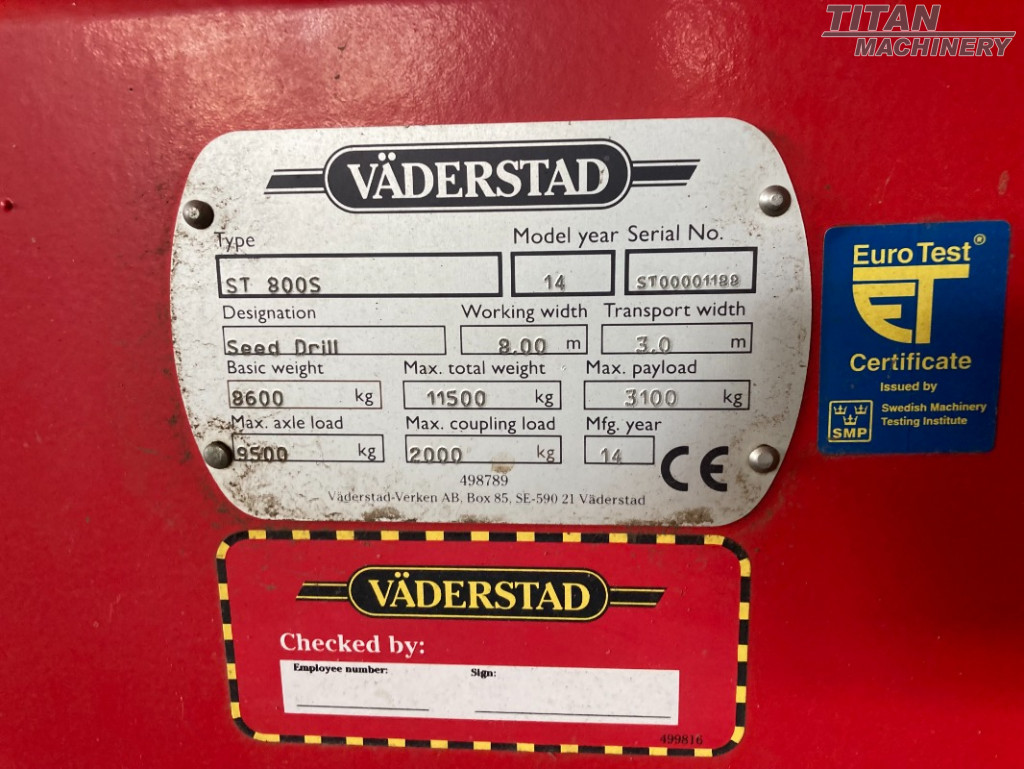 TITAN
MACHINERY
VÄDERSTAD
Type Model year Serial No.
ST 800S 14 ST00001188
Designation Working width Transport width
Seed Drill 8.00 m 3.0 m
Basic weight Max. total weight Max. payload
8600 kg 11500 kg 3100 kg
Max. axle load Max. coupling load Mfg. year
9500 kg 2000 kg 14 CE
498789
Väderstad-Verken AB, Box 85, SE-590 21 Väderstad
Euro Test®
ET
Certificate
Issued by
SMP Swedish Machinery
Testing Institute
VÄDERSTAD
Checked by:
Employee number: Sign:
499816